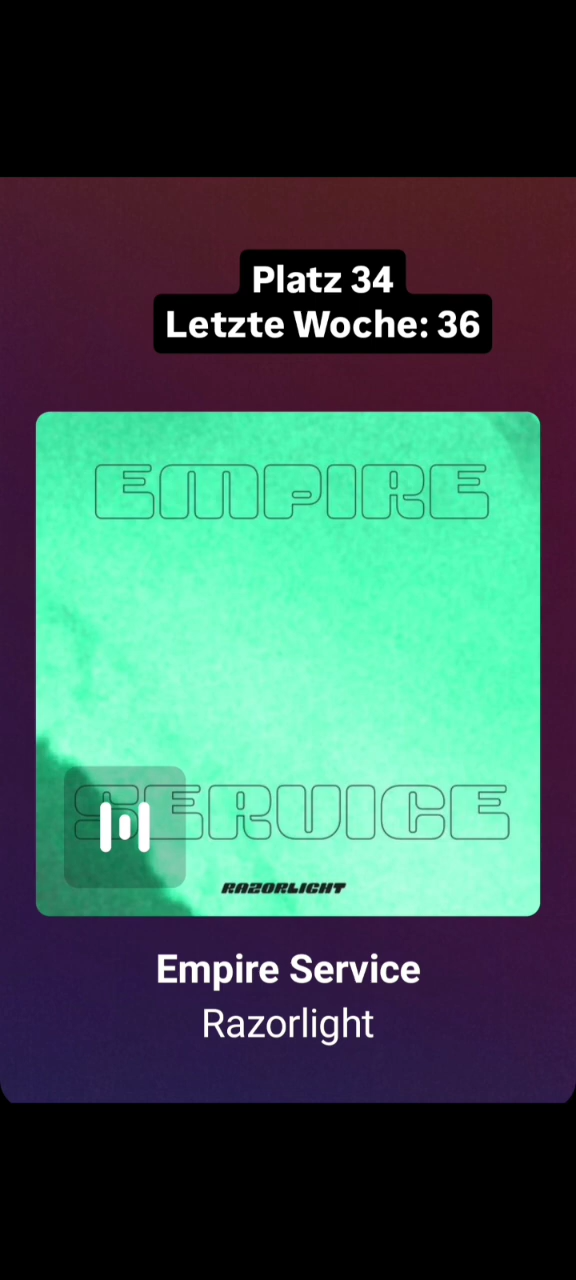 Platz 34
Letzte Woche: 36
EMPIRE
SERVICE
RAZORLIGHT
Empire Service
Razorlight